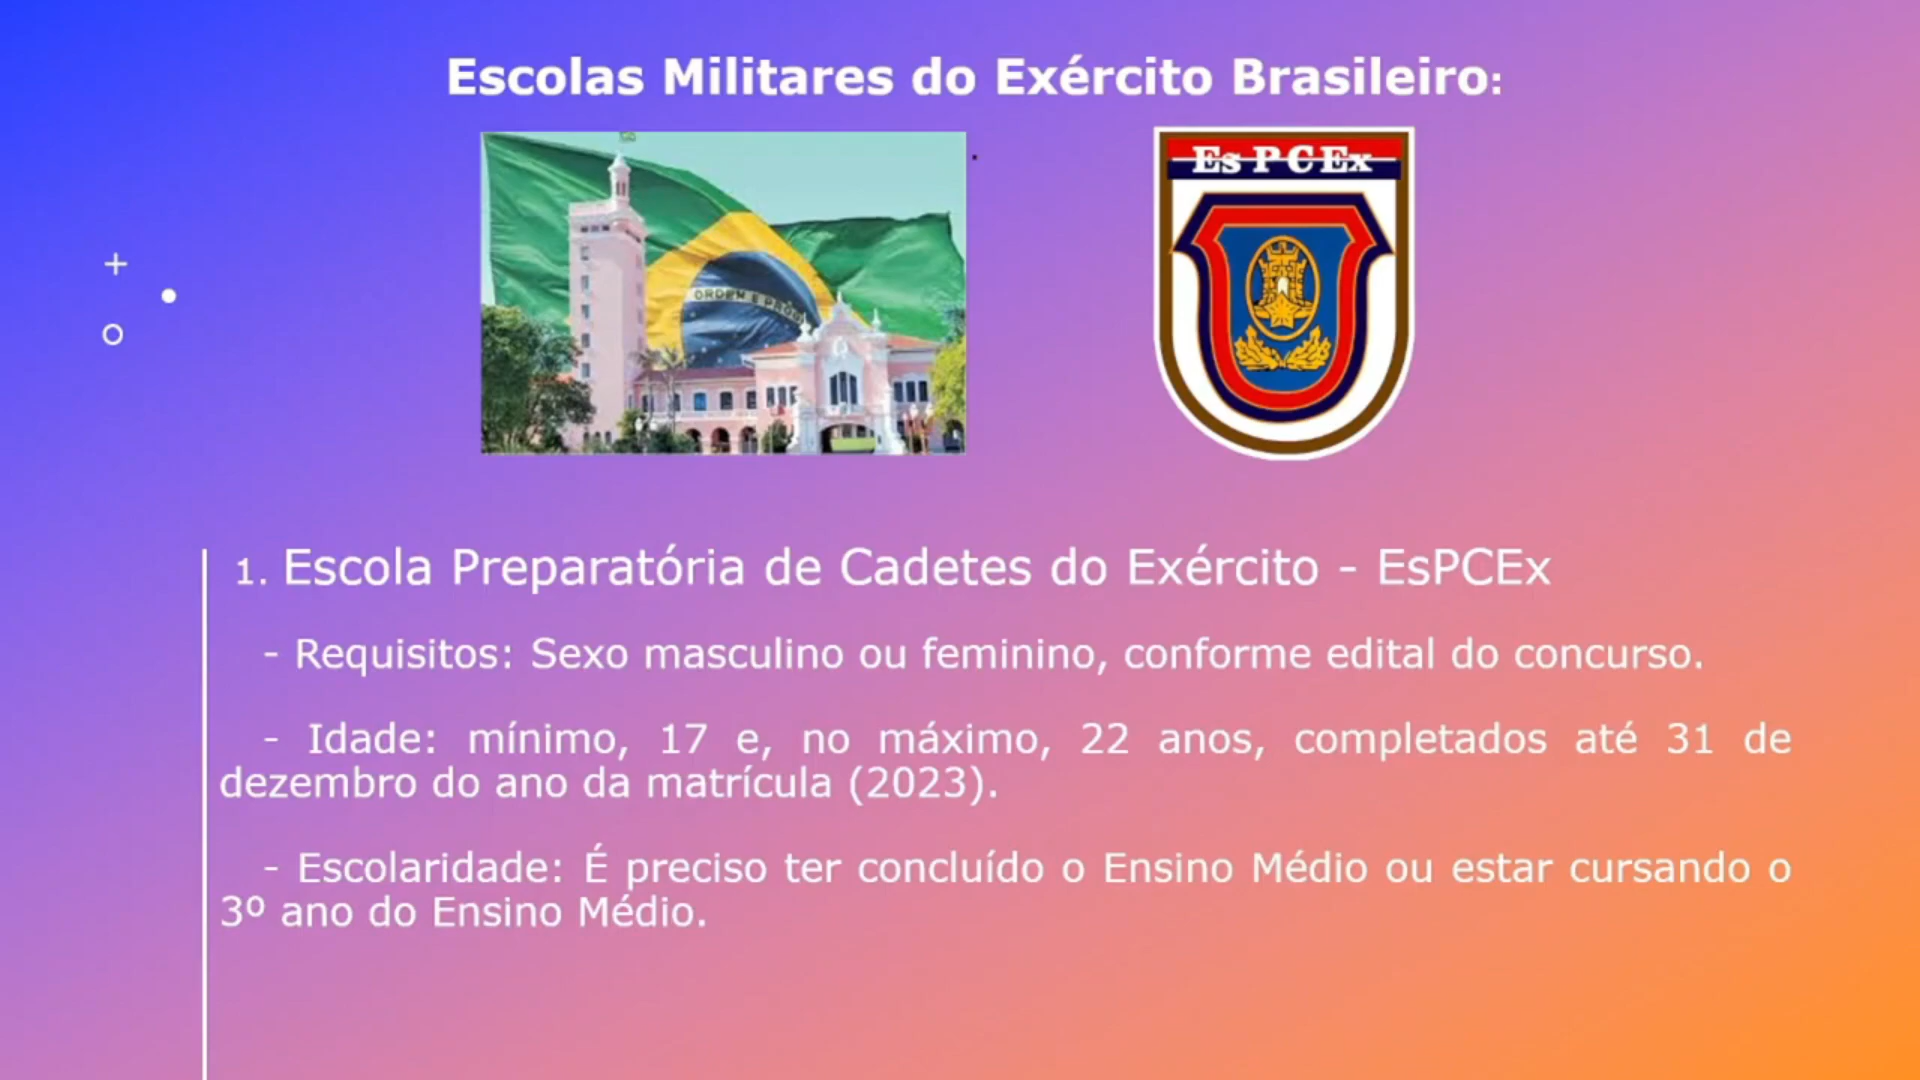 Escolas Militares do Exército Brasileiro:
ORDEM E PROG
Es P C Ex
1. Escola Preparatória de Cadetes do Exército - EsPCEx
- Requisitos: Sexo masculino ou feminino, conforme edital do concurso.
- Idade: mínimo, 17 e, no máximo, 22 anos, completados até 31 de
dezembro do ano da matrícula (2023).
- Escolaridade: É preciso ter concluído o Ensino Médio ou estar cursando o
3º ano do Ensino Médio.